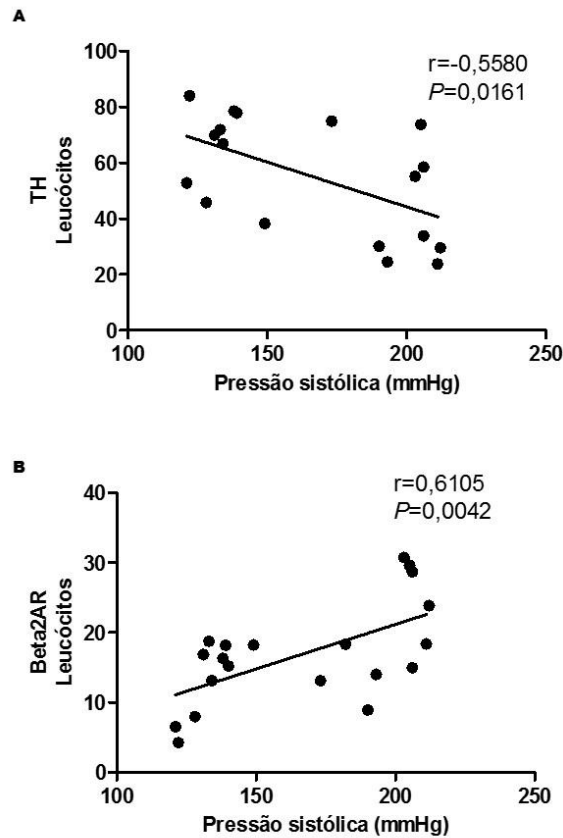 A
r=-0,5580
P=0,0161
100
80
60
40
20
0
TH
Leucócitos
100 150 200 250
Pressão sistólica (mmHg)
B
r=0,6105
P=0,0042
40
30
20
10
0
Beta2AR
Leucócitos
100 150 200 250
Pressão sistólica (mmHg)